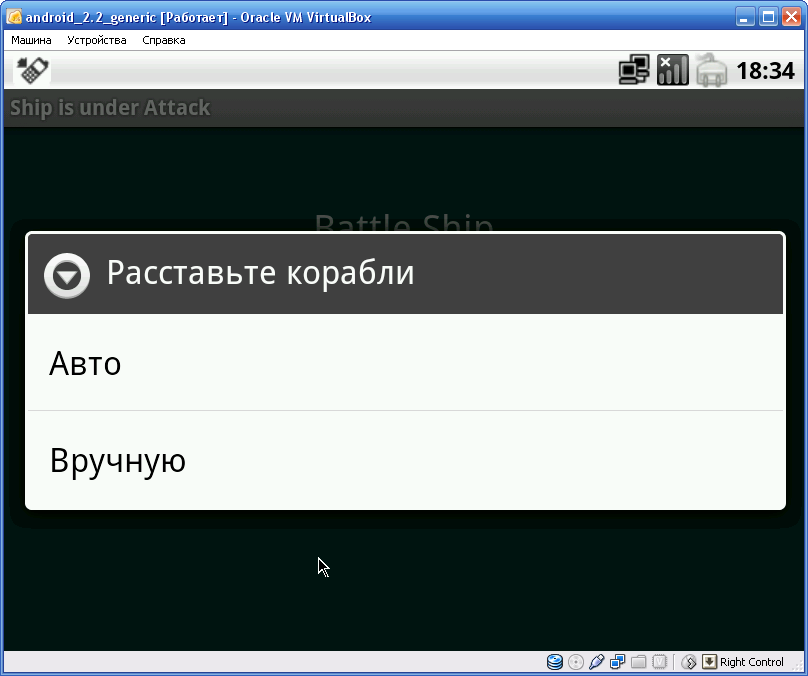 android_2.2_generic [Работает] - Oracle VM VirtualBox
Машина Устройства Справка
18:34
Ship is under Attack
Battle Ship
Расставьте корабли
Авто
Вручную
Right Control